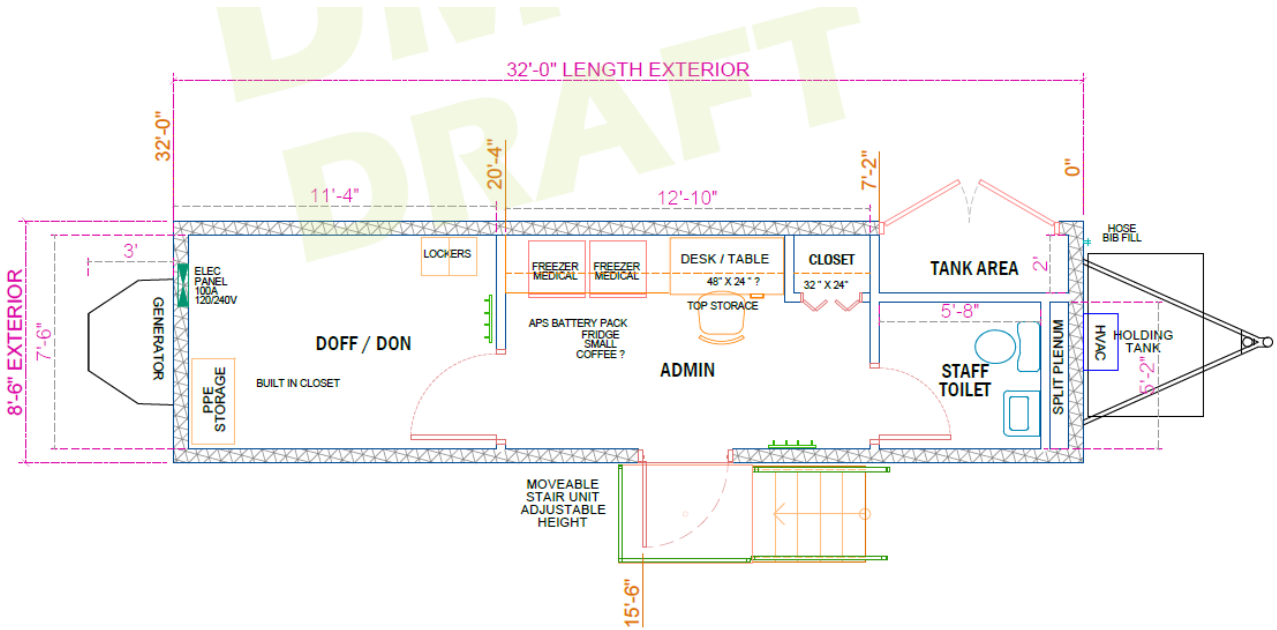 DM
DRAFT
32'-0" LENGTH EXTERIOR
32'-0"
20'-4"
7'-2"
0"
11'-4"
12'-10"
8'-6" EXTERIOR
7'-6"
3'
GENERATOR
ELEC
PANEL
100A
120/240V
LOCKERS
DOFF / DON
BUILT IN CLOSET
PPE
STORAGE
FREEZER
MEDICAL
FREEZER
MEDICAL
DESK / TABLE
48" X 24 " ?
TOP STORACE
CLOSET
32 " X 24"
APS BATTERY PACK
FRIDGE
SMALL
COFFEE ?
ADMIN
TANK AREA
2'
5'-8"
STAFF
TOILET
SPLIT PLENUM
HVAC
HOSE
BIB FILL
HOLDING
TANK
5'-2"
MOVEABLE
STAIR UNIT
ADJUSTABLE
HEIGHT
15'-6"